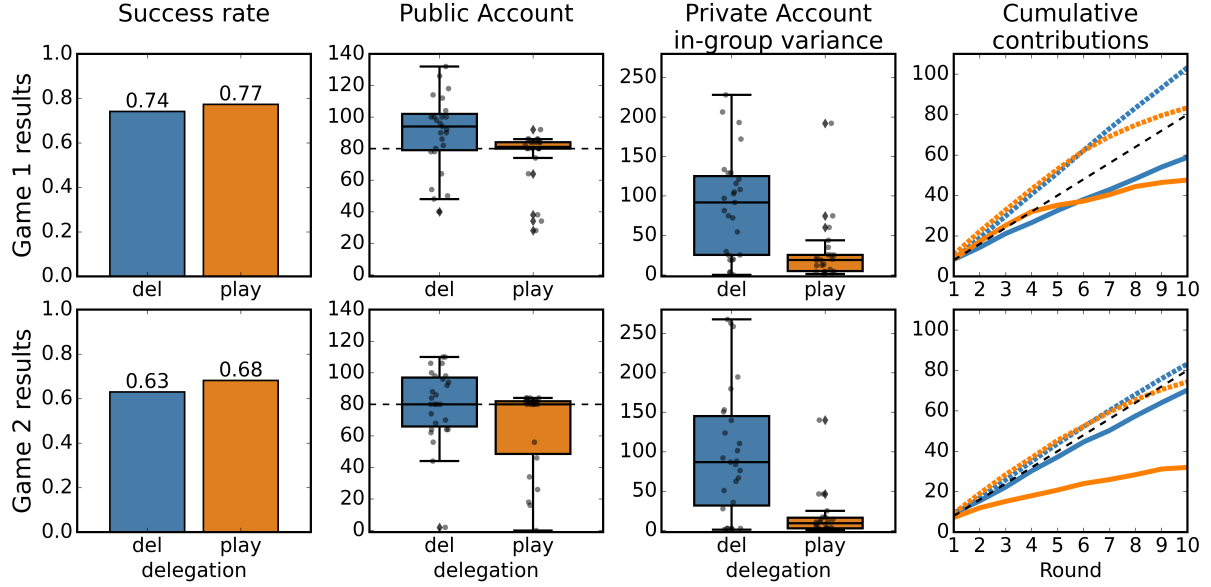 Success rate
Public Account
Private Account
in-group variance
Cumulative
contributions
Game 1 results
1.0
0.8
0.6
0.4
0.2
0.0
0.74
0.77
del
play
140
120
100
80
60
40
20
0
del
play
250
200
150
100
50
0
del
play
100
80
60
40
20
0
1 2 3 4 5 6 7 8 9 10
Game 2 results
1.0
0.8
0.6
0.4
0.2
0.0
0.63
0.68
del
play
delegation
140
120
100
80
60
40
20
0
del
play
delegation
250
200
150
100
50
0
del
play
delegation
100
80
60
40
20
0
1 2 3 4 5 6 7 8 9 10
Round